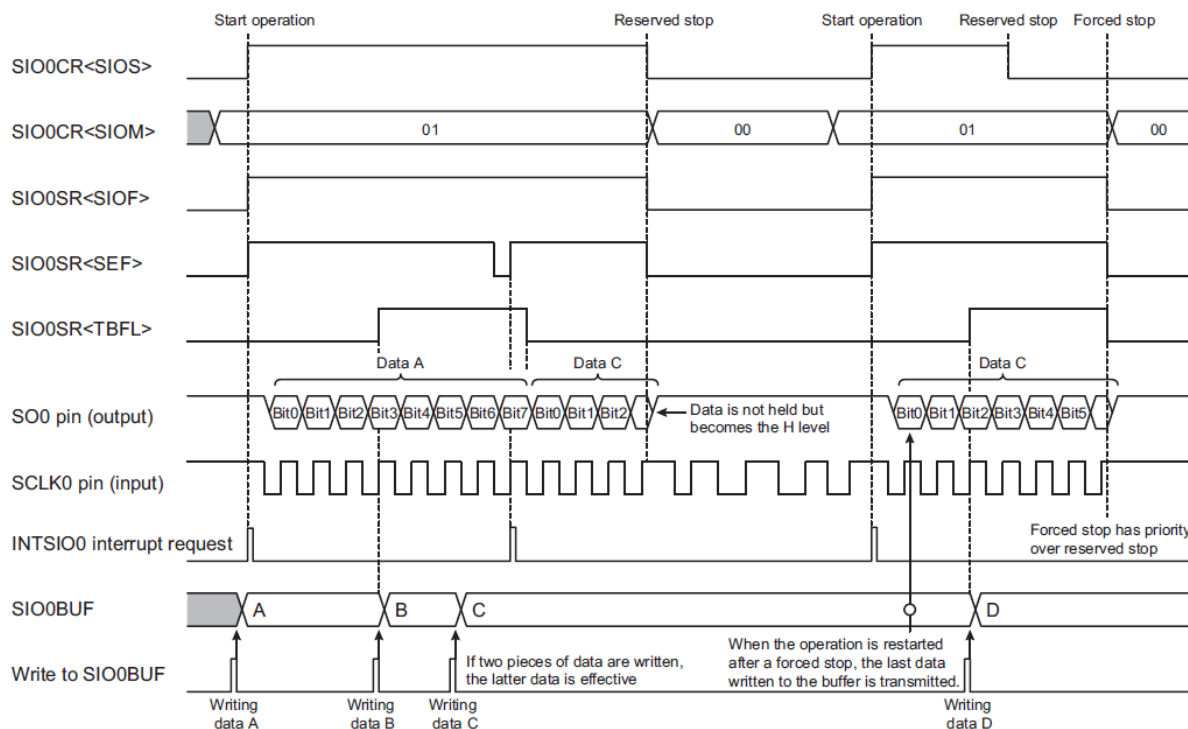 Start operation
Reserved stop
Start operation
Reserved stop
Forced stop
SIO0CR<SIOS>
SIO0CR<SIOM>
01
00
01
00
SIO0SR<SIOF>
SIO0SR<SEF>
SIO0SR<TBFL>
Data A
Data C
Data C
SO0 pin (output)
Bit0 Bit1 Bit2 Bit3 Bit4 Bit5 Bit6 Bit7 Bit0 Bit1 Bit2
Data is not held but
becomes the H level
Bit0 Bit1 Bit2 Bit3 Bit4 Bit5
SCLK0 pin (input)
INTSIO0 interrupt request
Forced stop has priority
over reserved stop
SIO0BUF
A
B
C
D
Write to SIO0BUF
If two pieces of data are written,
the latter data is effective
When the operation is restarted
after a forced stop, the last data
written to the buffer is transmitted.
Writing
data A
Writing
data B
Writing
data C
Writing
data D